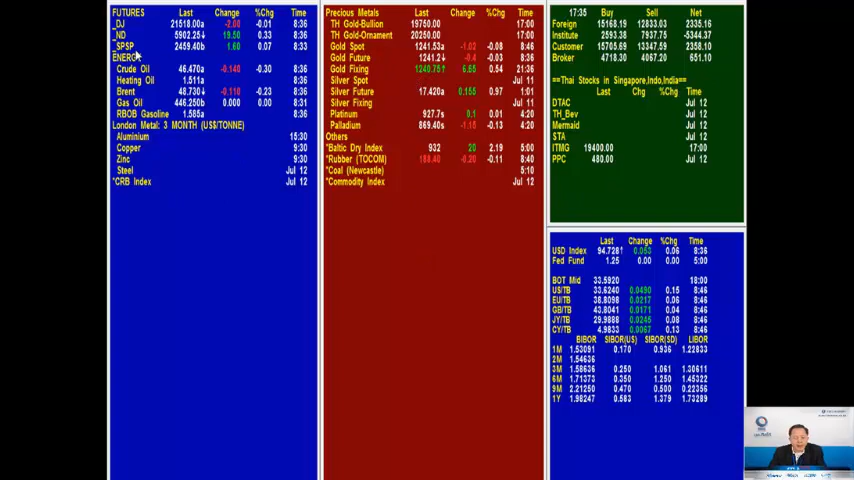 FUTURES Last Change %Chg Time
_DJ 21518.00a -2.00 -0.01 8:36
_ND 5902.25↓ 19.50 0.33 8:36
_SPSP 2459.40b 1.60 0.07 8:33
ENERG
Crude Oil 46.470a -0.140 -0.30 8:36
Heating Oil 1.511a 8:36
Brent 48.730↓ -0.110 -0.23 8:36
Gas Oil 446.250b 0.000 0.00 8:31
RBOB Gasoline 1.585a 8:36
London Metal: 3 MONTH (US$/TONNE)
Aluminium 15:30
Copper 9:30
Zinc 9:30
Steel Jul 12
*CRB Index Jul 12
Precious Metals Last Change %Chg Time
TH Gold-Bullion 19750.00 17:00
TH Gold-Ornament 20250.00 17:00
Gold Spot 1241.53a -1.02 -0.08 8:46
Gold Future 1241.2↓ -0.4 -0.03 8:36
Gold Fixing 1240.75↑ 6.65 0.54 21:36
Silver Spot Jul 11
Silver Future 17.420a 0.155 0.97 1:01
Silver Fixing Jul 11
Platinum 927.7s 0.1 0.01 4:20
Palladium 869.40s -1.15 -0.13 4:20
Others
*Baltic Dry Index 932 20 2.19 5:00
*Rubber (TOCOM) 188.40 -0.20 -0.11 8:40
*Coal (Newcastle) 5:10
*Commodity Index Jul 12
17:35 Buy Sell Net
Foreign 15168.19 12833.03 2335.16
Institute 2593.38 7937.75 -5344.37
Customer 15705.69 13347.59 2358.10
Broker 4718.30 4067.20 651.10
==Thai Stocks in Singapore,Indo,India==
Last Chg %Chg Time
DTAC Jul 12
TH_Bev Jul 12
Mermaid Jul 12
STA Jul 12
ITMG 19400.00 17:00
PPC 480.00 Jul 12
Last Change %Chg Time
USD Index 94.728↑ 0.053 0.06 8:36
Fed Fund 1.25 0.00 0.00 5:00
BOT Mid 33.5920 18:00
US/TB 33.6240 0.0490 0.15 8:46
EU/TB 38.8098 0.0217 0.06 8:46
GB/TB 43.8041 0.0171 0.04 8:46
JY/TB 29.9888 0.0245 0.08 8:46
CY/TB 4.9833 0.0067 0.13 8:46
BIBOR SIBOR(US) SIBOR(SD) LIBOR
1M 1.53091 0.170 0.936 1.22833
2M 1.54636
3M 1.58636 0.250 1.061 1.30611
6M 1.71373 0.350 1.250 1.45322
9M 2.21250 0.470 0.500 0.22356
1Y 1.98247 0.583 1.379 1.73289